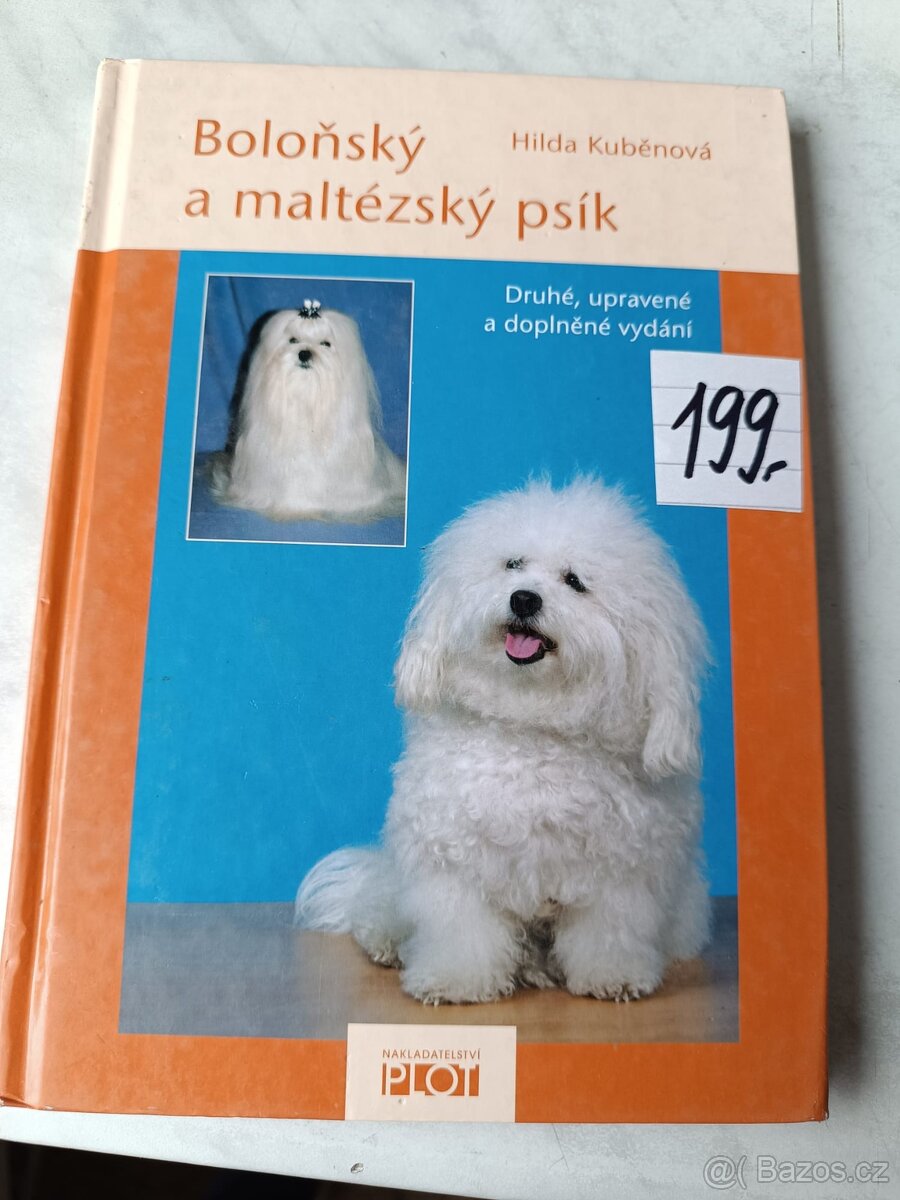 Boloňský
a maltézský psík
Hilda Kuběnová
Druhé, upravené
a doplněné vydání
199,-
NAKLADATELSTVÍ
PLOT
@( Bazos.cz